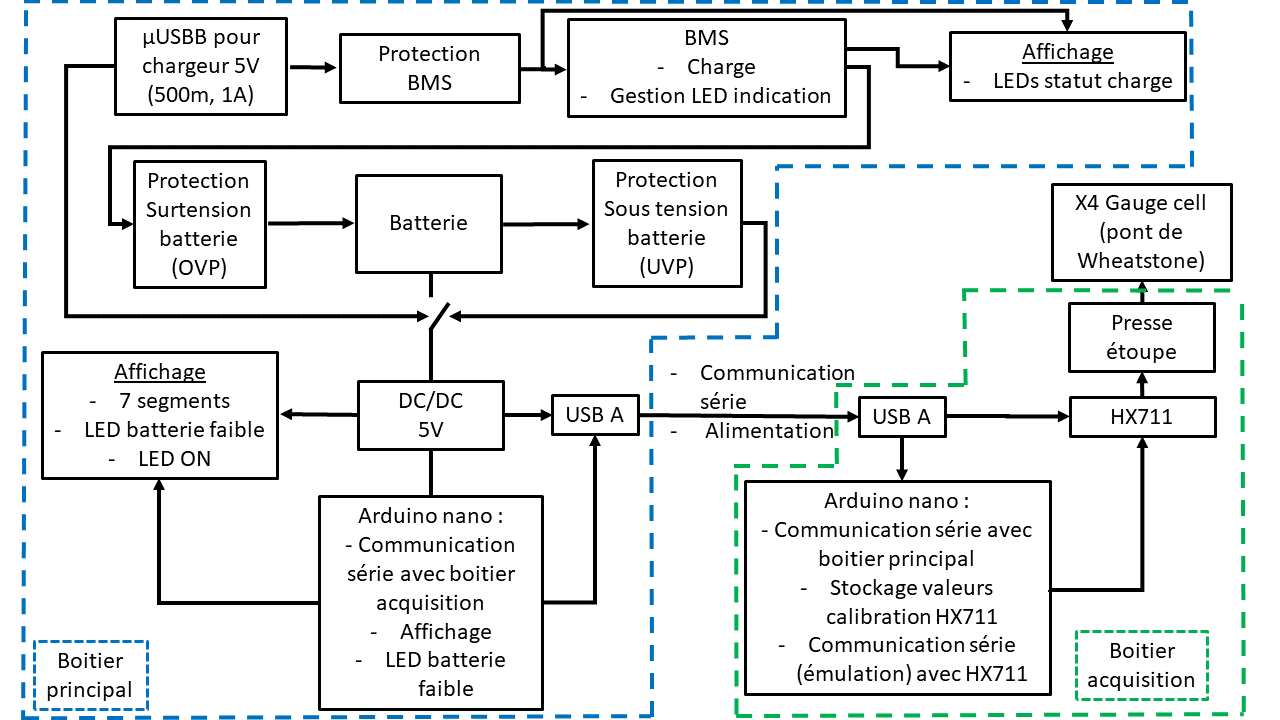 µUSBB pour
chargeur 5V
(500m, 1A)
Protection
BMS
BMS
- Charge
- Gestion LED indication
Affichage
- LEDs statut charge
Protection
Surtension
batterie
(OVP)
Batterie
Protection
Sous tension
batterie
(UVP)
X4 Gauge cell
(pont de
Wheatstone)
Presse
étoupe
Affichage
- 7 segments
- LED batterie faible
- LED ON
DC/DC
5V
USB A
- Communication
série
- Alimentation
USB A
HX711
Arduino nano :
- Communication
série avec boitier
acquisition
- Affichage
- LED batterie
faible
Arduino nano :
- Communication série avec
boitier principal
- Stockage valeurs
calibration HX711
- Communication série
(émulation) avec HX711
Boitier
principal
Boitier
acquisition